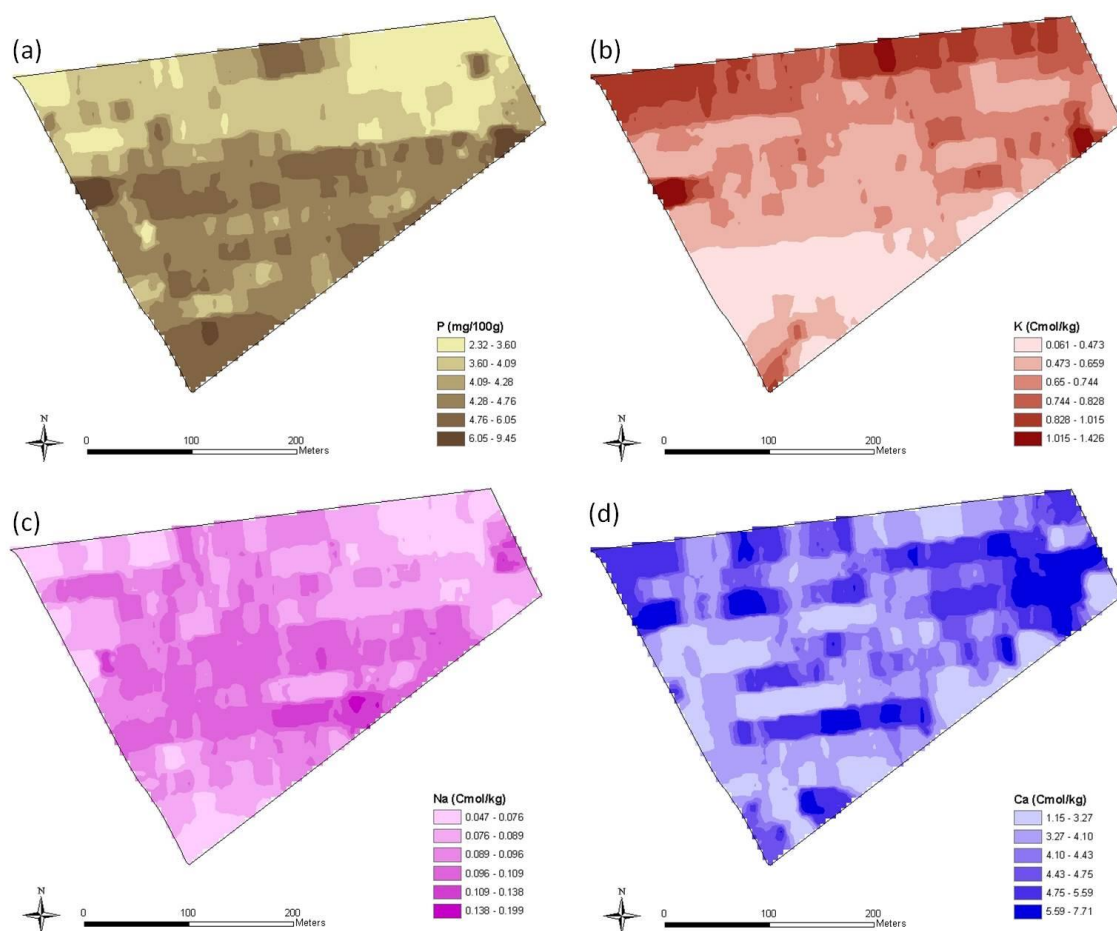 (a)
P (mg/100g)
2.32 - 3.60
3.60 - 4.09
4.09- 4.28
4.28 - 4.76
4.76 - 6.05
6.05 - 9.45
N
0 100 200
Meters
(b)
K (Cmol/kg)
0.061 - 0.473
0.473 - 0.659
0.65 - 0.744
0.744 - 0.828
0.828 - 1.015
1.015 - 1.426
N
0 100 200
Meters
(c)
Na (Cmol/kg)
0.047 - 0.076
0.076 - 0.089
0.089 - 0.096
0.096 - 0.109
0.109 - 0.138
0.138 - 0.199
N
0 100 200
Meters
(d)
Ca (Cmol/kg)
1.15 - 3.27
3.27 - 4.10
4.10 - 4.43
4.43 - 4.75
4.75 - 5.59
5.59 - 7.71
N
0 100 200
Meters